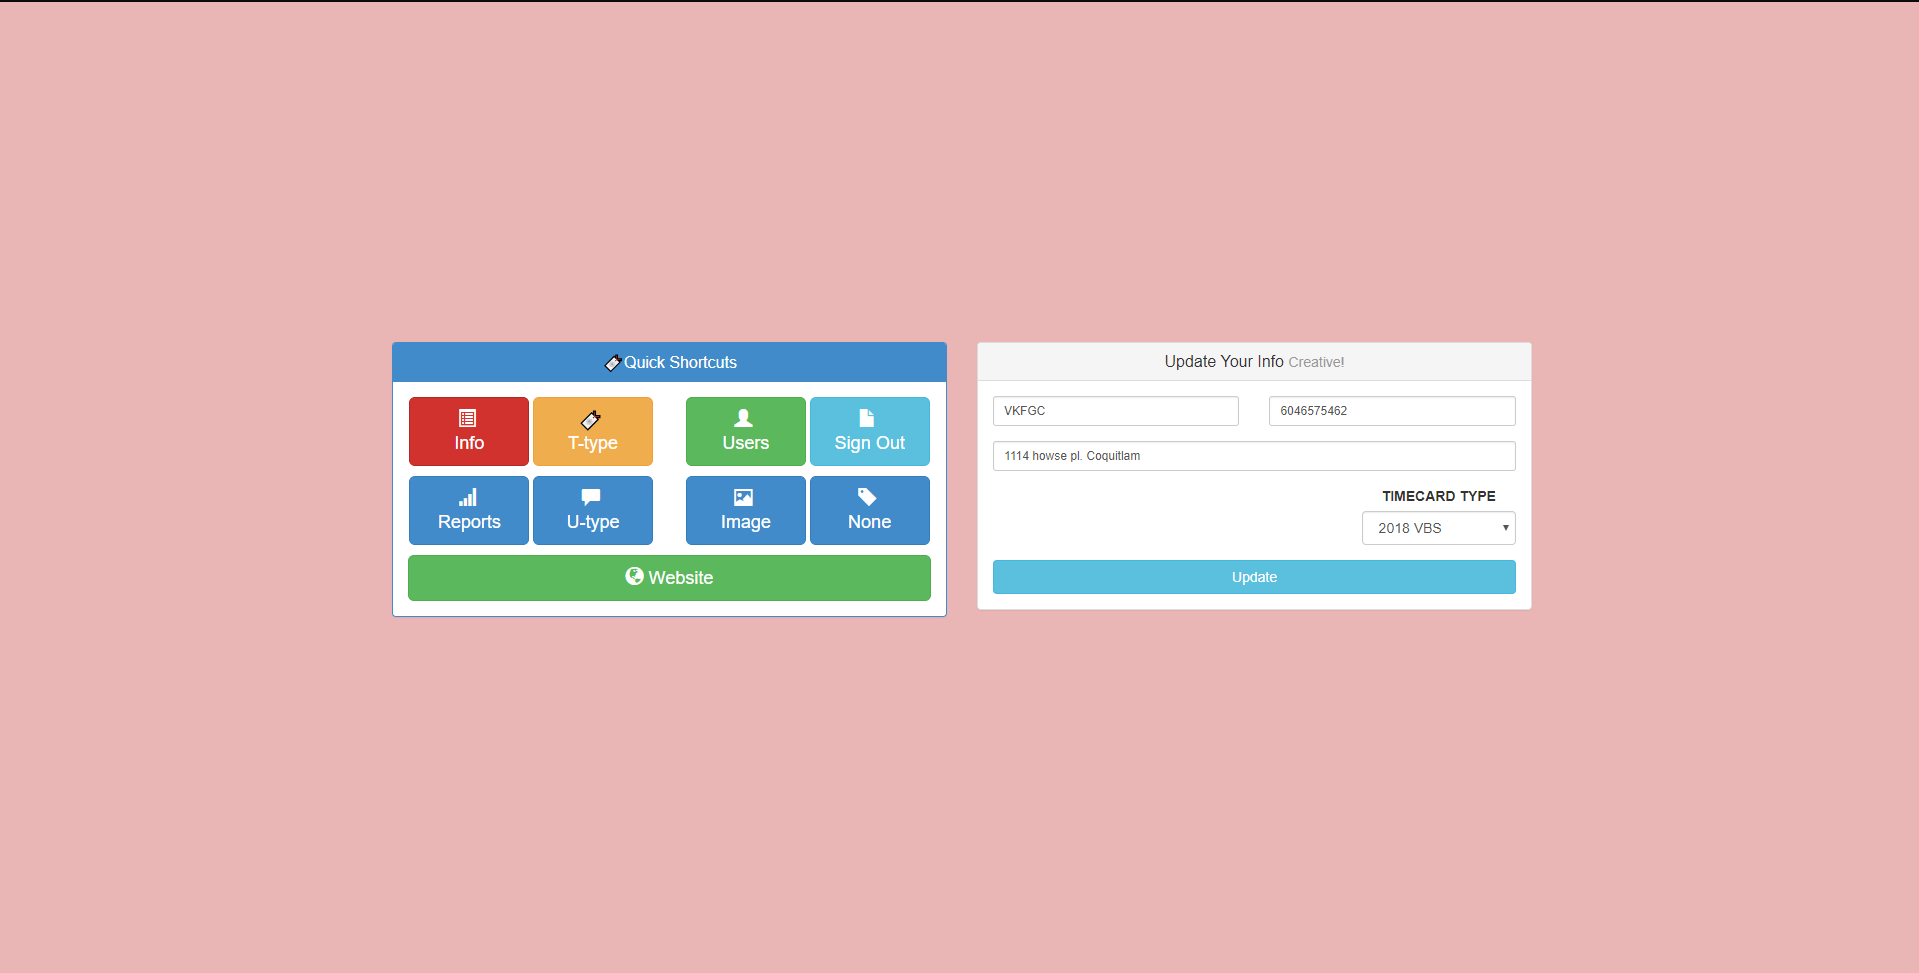 Quick Shortcuts
Info
T-type
Users
Sign Out
Reports
U-type
Image
None
Website
Update Your Info Creative!
VKFGC
6046575462
1114 howse pl. Coquitlam
TIMECARD TYPE
2018 VBS
Update